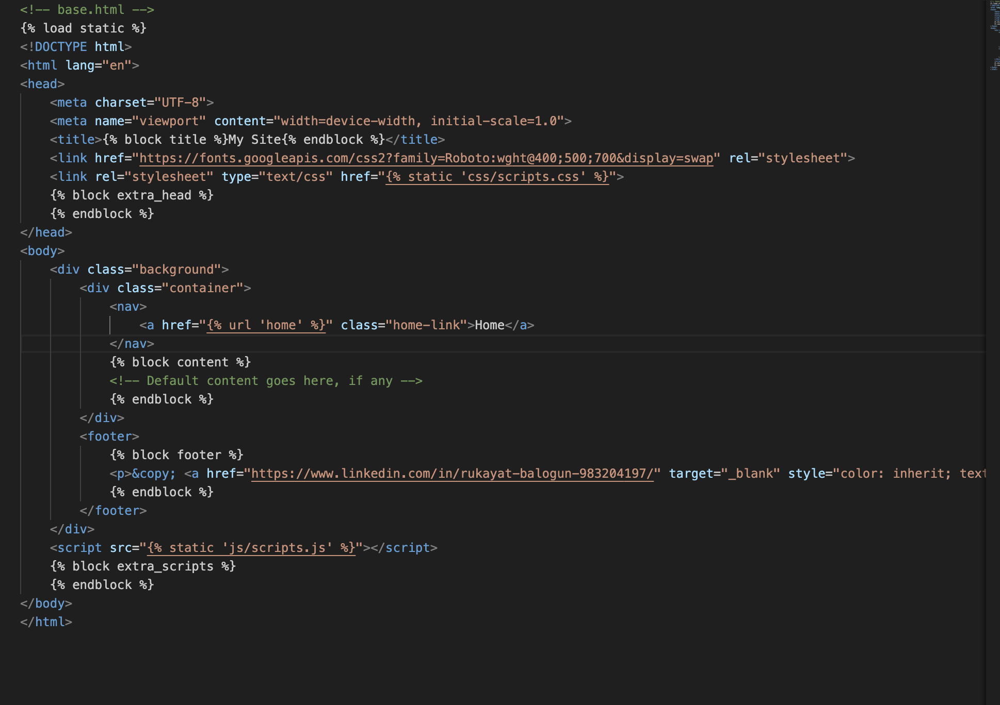 <!-- base.html -->
{% load static %}
<!DOCTYPE html>
<html lang="en">
<head>
    <meta charset="UTF-8">
    <meta name="viewport" content="width=device-width, initial-scale=1.0">
    <title>{% block title %}My Site{% endblock %}</title>
    <link href="https://fonts.googleapis.com/css2?family=Roboto:wght@400;500;700&display=swap" rel="stylesheet">
    <link rel="stylesheet" type="text/css" href="{% static 'css/scripts.css' %}">
    {% block extra_head %}
    {% endblock %}
</head>
<body>
    <div class="background">
        <div class="container">
            <nav>
                <a href="{% url 'home' %}" class="home-link">Home</a>
            </nav>
            {% block content %}
            <!-- Default content goes here, if any -->
            {% endblock %}
        </div>
        <footer>
            {% block footer %}
            <p>&copy; <a href="https://www.linkedin.com/in/rukayat-balogun-983204197/" target="_blank" style="color: inherit; text
            {% endblock %}
        </footer>
    </div>
    <script src="{% static 'js/scripts.js' %}"></script>
    {% block extra_scripts %}
    {% endblock %}
</body>
</html>